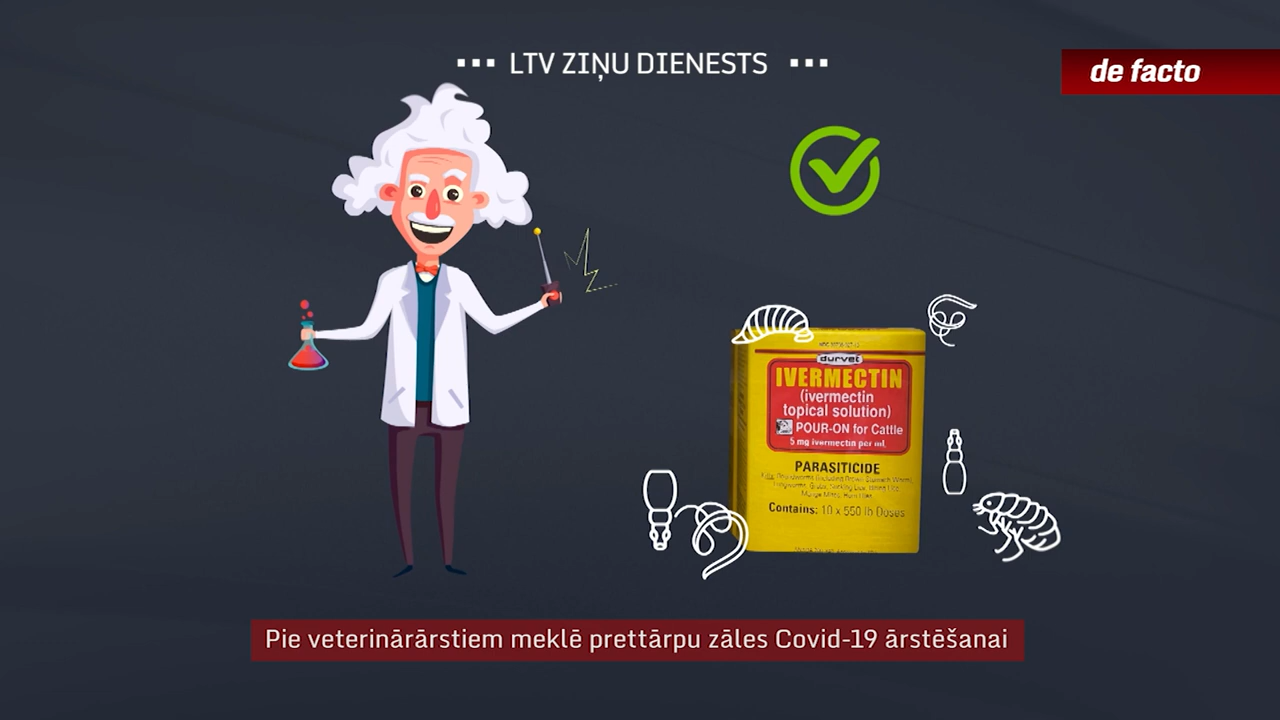 LTV ZIŅU DIENESTS
de facto
durvet
IVERMECTIN
(ivermectin
topical solution)
POUR-ON for Cattle
5 mg ivermectin per mL
PARASITICIDE
Contains: 10 x 550 lb Doses
Pie veterinārārstiem meklē prettārpu zāles Covid-19 ārstēšanai